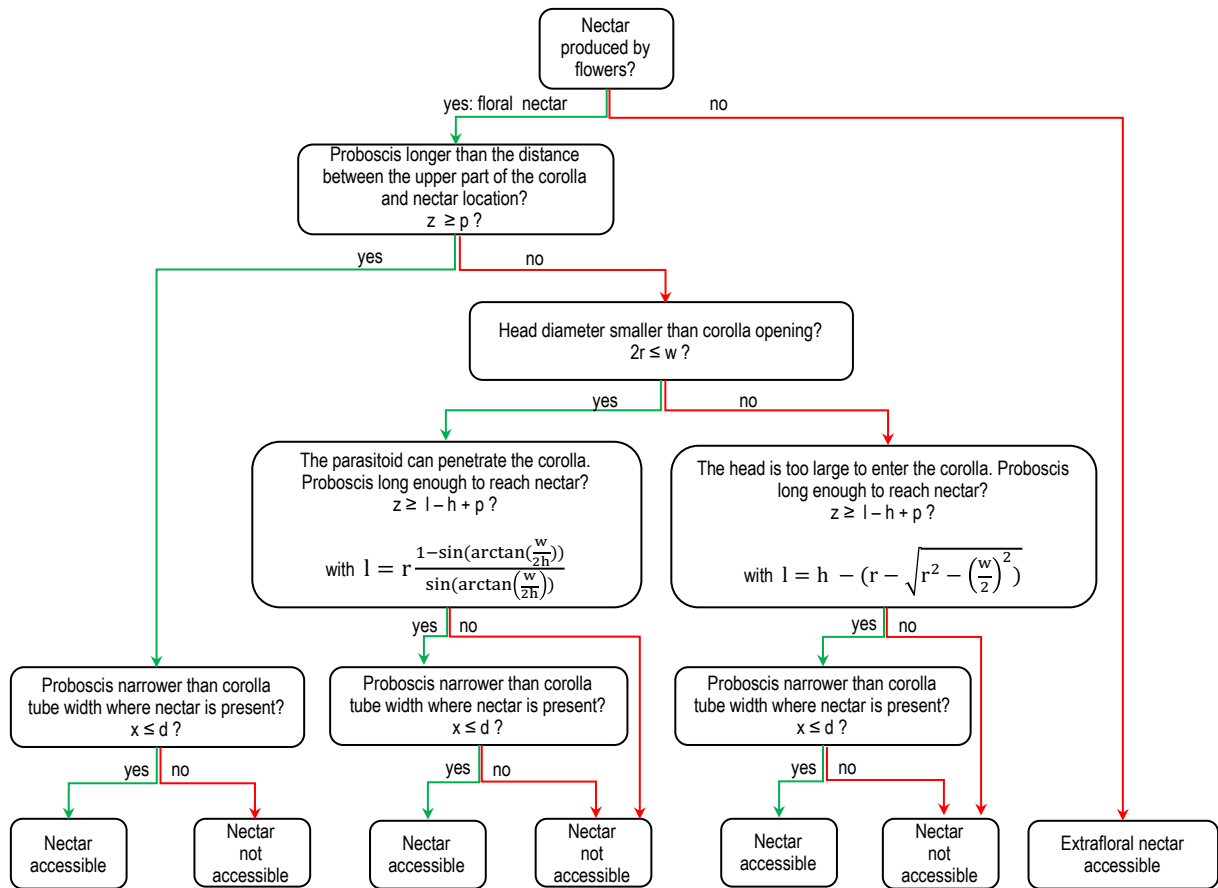 Nectar
produced by
flowers?
yes: floral nectar
no
Proboscis longer than the distance
between the upper part of the corolla
and nectar location?
z ≥ p ?
yes
no
Head diameter smaller than corolla opening?
2r ≤ w ?
yes
no
The parasitoid can penetrate the corolla.
Proboscis long enough to reach nectar?
z ≥ l – h + p ?
with l = r (1−sin(arctan(w/2h)))/(sin(arctan(w/2h)))
The head is too large to enter the corolla. Proboscis
long enough to reach nectar?
z ≥ l – h + p ?
with l = h − (r − √(r² − (w/2)²))
yes
no
yes
no
Proboscis narrower than corolla
tube width where nectar is present?
x ≤ d ?
Proboscis narrower than corolla
tube width where nectar is present?
x ≤ d ?
Proboscis narrower than corolla
tube width where nectar is present?
x ≤ d ?
yes
no
yes
no
yes
no
Nectar
accessible
Nectar
not
accessible
Nectar
accessible
Nectar
not
accessible
Nectar
accessible
Nectar
not
accessible
Extrafloral nectar
accessible